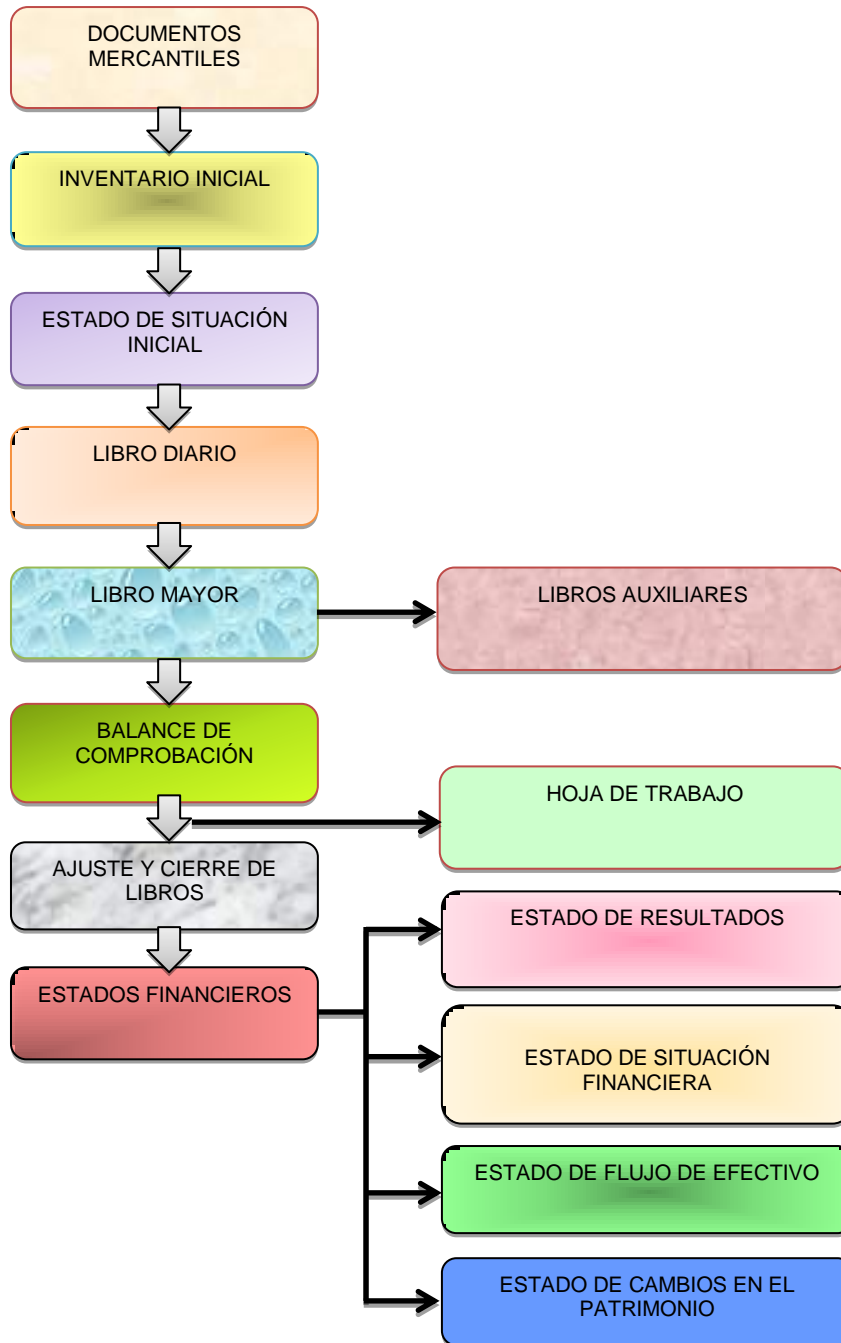 DOCUMENTOS
MERCANTILES
INVENTARIO INICIAL
ESTADO DE SITUACIÓN
INICIAL
LIBRO DIARIO
LIBRO MAYOR
LIBROS AUXILIARES
BALANCE DE
COMPROBACIÓN
HOJA DE TRABAJO
AJUSTE Y CIERRE DE
LIBROS
ESTADOS FINANCIEROS
ESTADO DE RESULTADOS
ESTADO DE SITUACIÓN
FINANCIERA
ESTADO DE FLUJO DE EFECTIVO
ESTADO DE CAMBIOS EN EL
PATRIMONIO